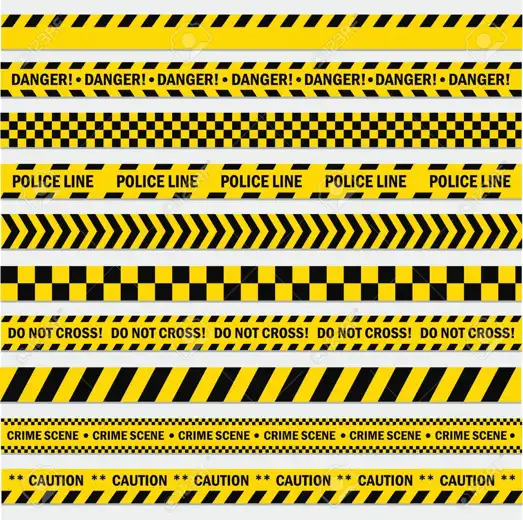 DANGER! • DANGER! • DANGER! • DANGER! • DANGER! • DANGER! • DANGER!
POLICE LINE POLICE LINE POLICE LINE POLICE LINE POLICE LINE
DO NOT CROSS! DO NOT CROSS! DO NOT CROSS! DO NOT CROSS! DO NOT CROSS!
CRIME SCENE • CRIME SCENE • CRIME SCENE • CRIME SCENE • CRIME SCENE • CRIME SCENE •
** CAUTION ** CAUTION ** CAUTION ** CAUTION ** CAUTION ** CAUTION **